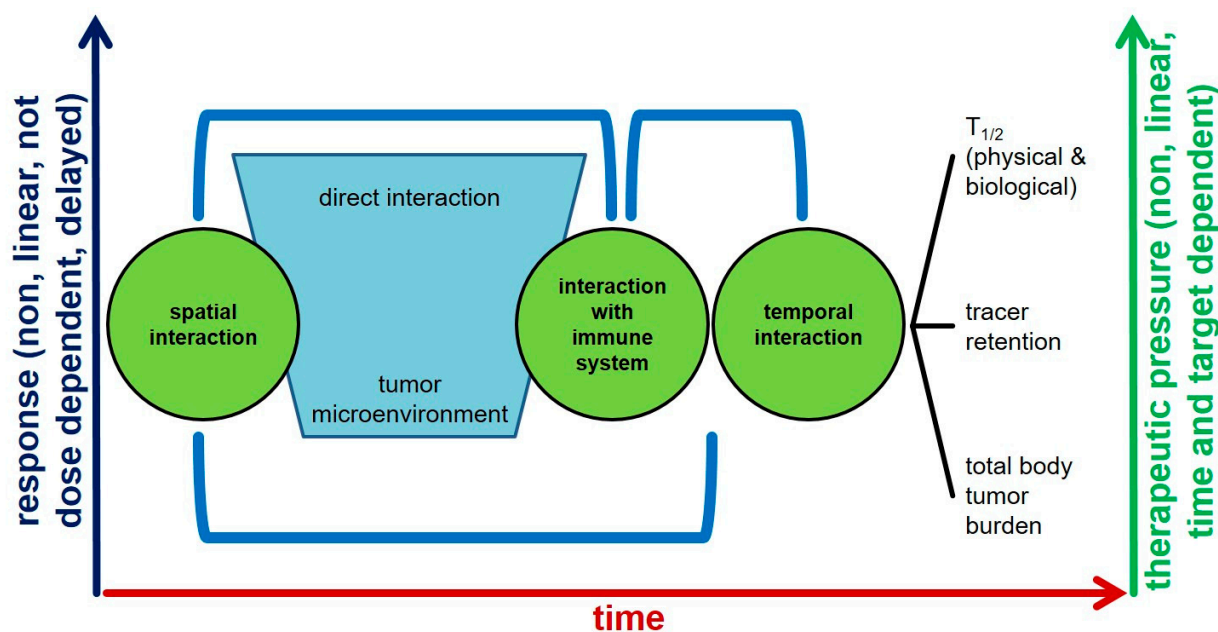 response (non, linear, not
dose dependent, delayed)
direct interaction
spatial
interaction
tumor
microenvironment
interaction
with
immune
system
temporal
interaction
T1/2
(physical &
biological)
tracer
retention
total body
tumor
burden
therapeutic pressure (non, linear,
time and target dependent)
time